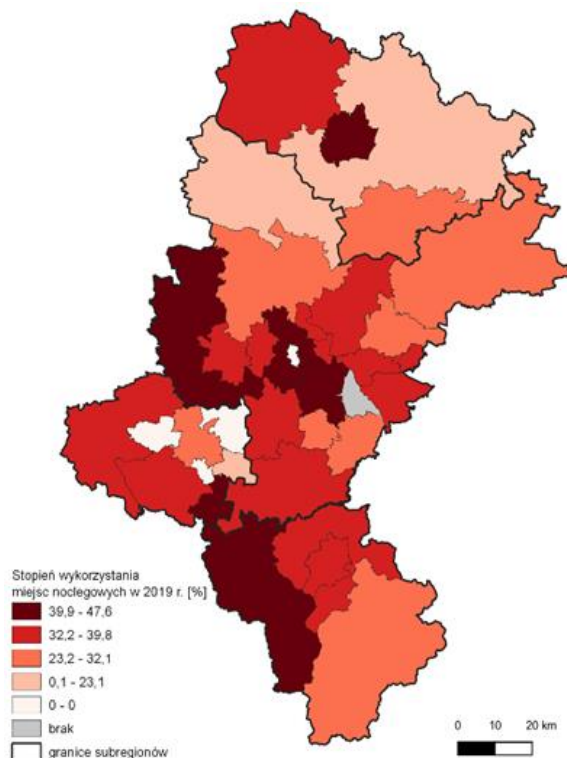 Stopień wykorzystania
miejsc noclegowych w 2019 r. [%]
39,9 - 47,6
32,2 - 39,8
23,2 - 32,1
0,1 - 23,1
0 - 0
brak
granice subregionów
0 10 20 km